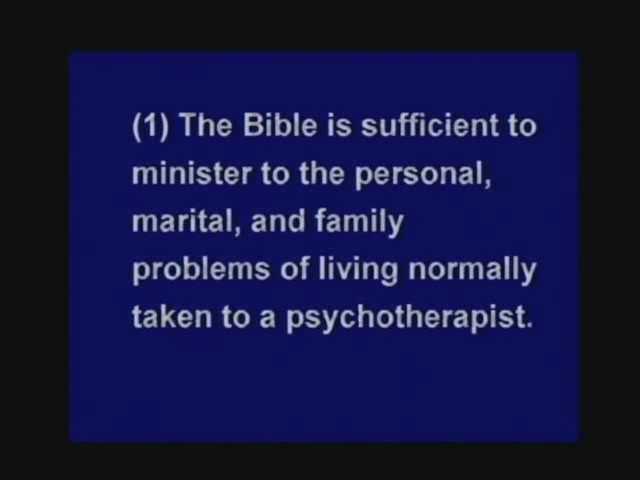 (1) The Bible is sufficient to
minister to the personal,
marital, and family
problems of living normally
taken to a psychotherapist.